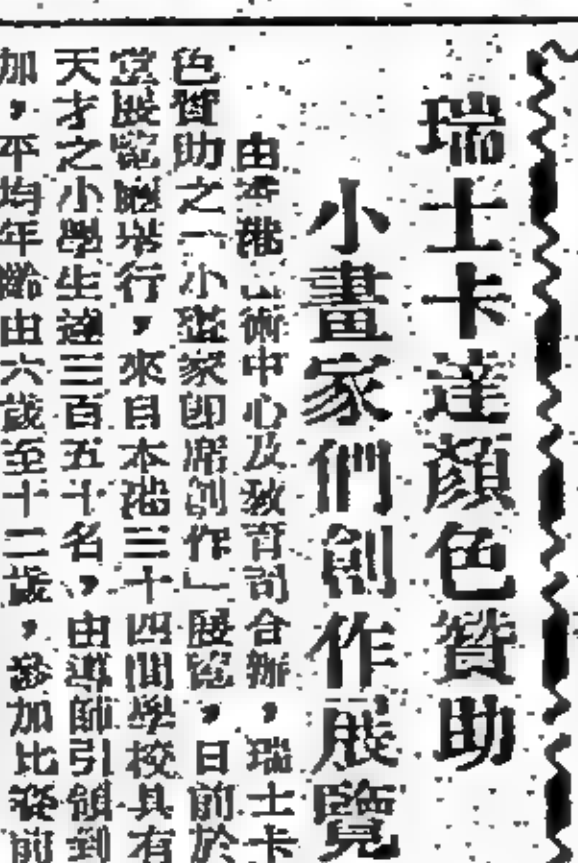 瑞士卡達顏色贊助
小畫家們創作展覽
由香港藝術中心及教育司合辦，瑞士卡
色贊助之「小畫家即席創作」展覽，日前於
堂展覽廳舉行，來自本港三十四間學校具有
天才之小學生達三百五十名，由導師引領到
加，平均年齡由六歲至十二歲，參加比賽前